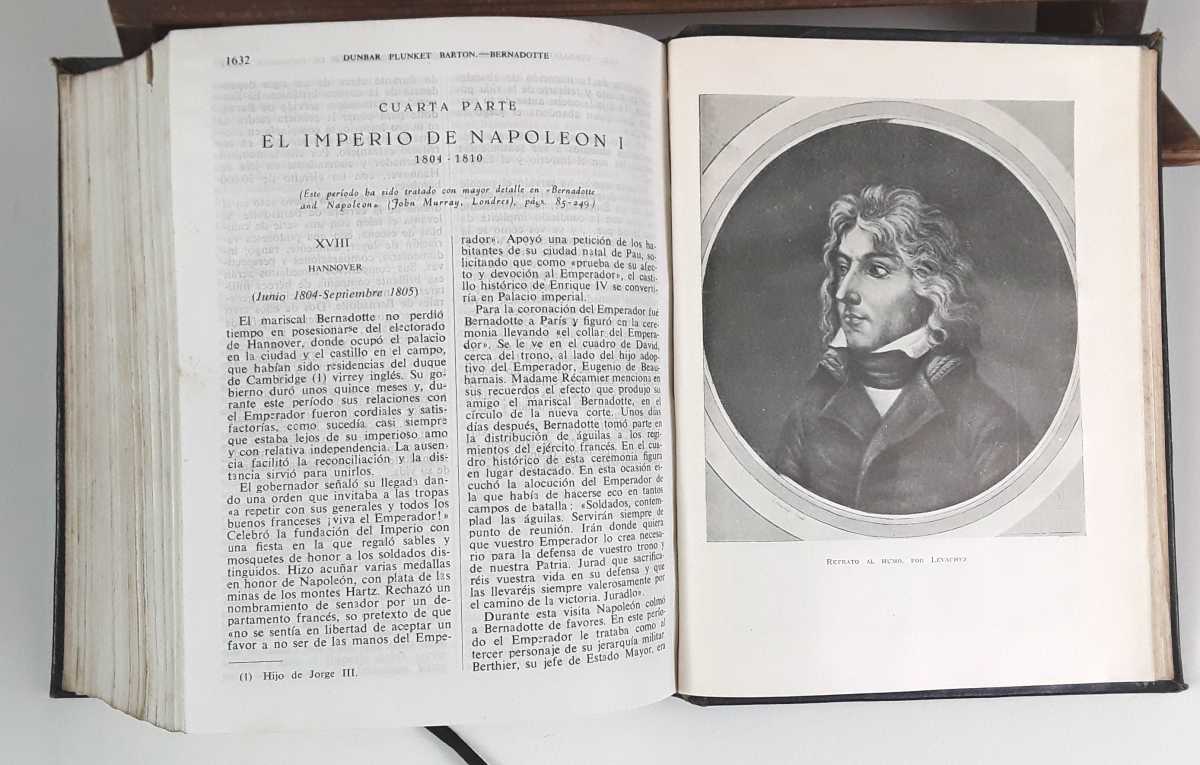 1632
DUNBAR PLUNKET BARTON.—BERNADOTTE
CUARTA PARTE
EL IMPERIO DE NAPOLEON I
1804 - 1810
(Este período ha sido tratado con mayor detalle en «Bernadotte
and Napoleon» (John Murray, Londres), págs. 85-249)
XVIII
HANNOVER
(Junio 1804-Septiembre 1805)
El mariscal Bernadotte no perdió
tiempo en posesionarse del electorado
de Hannover, donde ocupó el palacio
en la ciudad y el castillo en el campo,
que habían sido residencias del duque
de Cambridge (1) virrey inglés. Su go-
bierno duró unos quince meses y, du-
rante este período sus relaciones con
el Emperador fueron cordiales y satis-
factorias, como sucedía casi siempre
que estaba lejos de su imperioso amo
y con relativa independencia. La ausen-
cia facilitó la reconciliación y la dis-
tancia sirvió para unirlos.
El gobernador señaló su llegada dan-
do una orden que invitaba a las tropas
«a repetir con sus generales y todos los
buenos franceses ¡viva el Emperador!»
Celebró la fundación del Imperio con
una fiesta en la que regaló sables y
mosquetes de honor a los soldados dis-
tinguidos. Hizo acuñar varias medallas
en honor de Napoleón, con plata de las
minas de los montes Hartz. Rechazó un
nombramiento de senador por un de-
partamento francés, so pretexto de que
«no se sentía en libertad de aceptar un
favor a no ser de las manos del Empe-
(1) Hijo de Jorge III.
rador». Apoyó una petición de los ha-
bitantes de su ciudad natal de Pau, so-
licitando que como «prueba de su afec-
to y devoción al Emperador», el casti-
llo histórico de Enrique IV se converti-
ría en Palacio imperial.
Para la coronación del Emperador fué
Bernadotte a París y figuró en la cere-
monia llevando «el collar del Empera-
dor». Se le ve en el cuadro de David,
cerca del trono, al lado del hijo adop-
tivo del Emperador, Eugenio de Beau-
harnais. Madame Récamier menciona en
sus recuerdos el efecto que produjo su
amigo el mariscal Bernadotte, en el
círculo de la nueva corte. Unos días
días después, Bernadotte tomó parte en
la distribución de águilas a los regi-
mientos del ejército francés. En el cua-
dro histórico de esta ceremonia figura
en lugar destacado. En esta ocasión es-
cuchó la alocución del Emperador de
la que había de hacerse eco en tantos
campos de batalla: «Soldados, contem-
plad las águilas. Servirán siempre de
punto de reunión. Irán donde quiera
que vuestro Emperador lo crea necesa-
rio para la defensa de vuestro trono y
de nuestra Patria. Jurad que sacrifica-
réis vuestra vida en su defensa y que
las llevaréis siempre valerosamente por
el camino de la victoria. Juradlo».
Durante esta visita Napoleón colmó
a Bernadotte de favores. En este perío-
do el Emperador le trataba como al
tercer personaje de su jerarquía militar.
Berthier, su jefe de Estado Mayor, en
RETRATO AL HUMO, POR LEVACHEZ